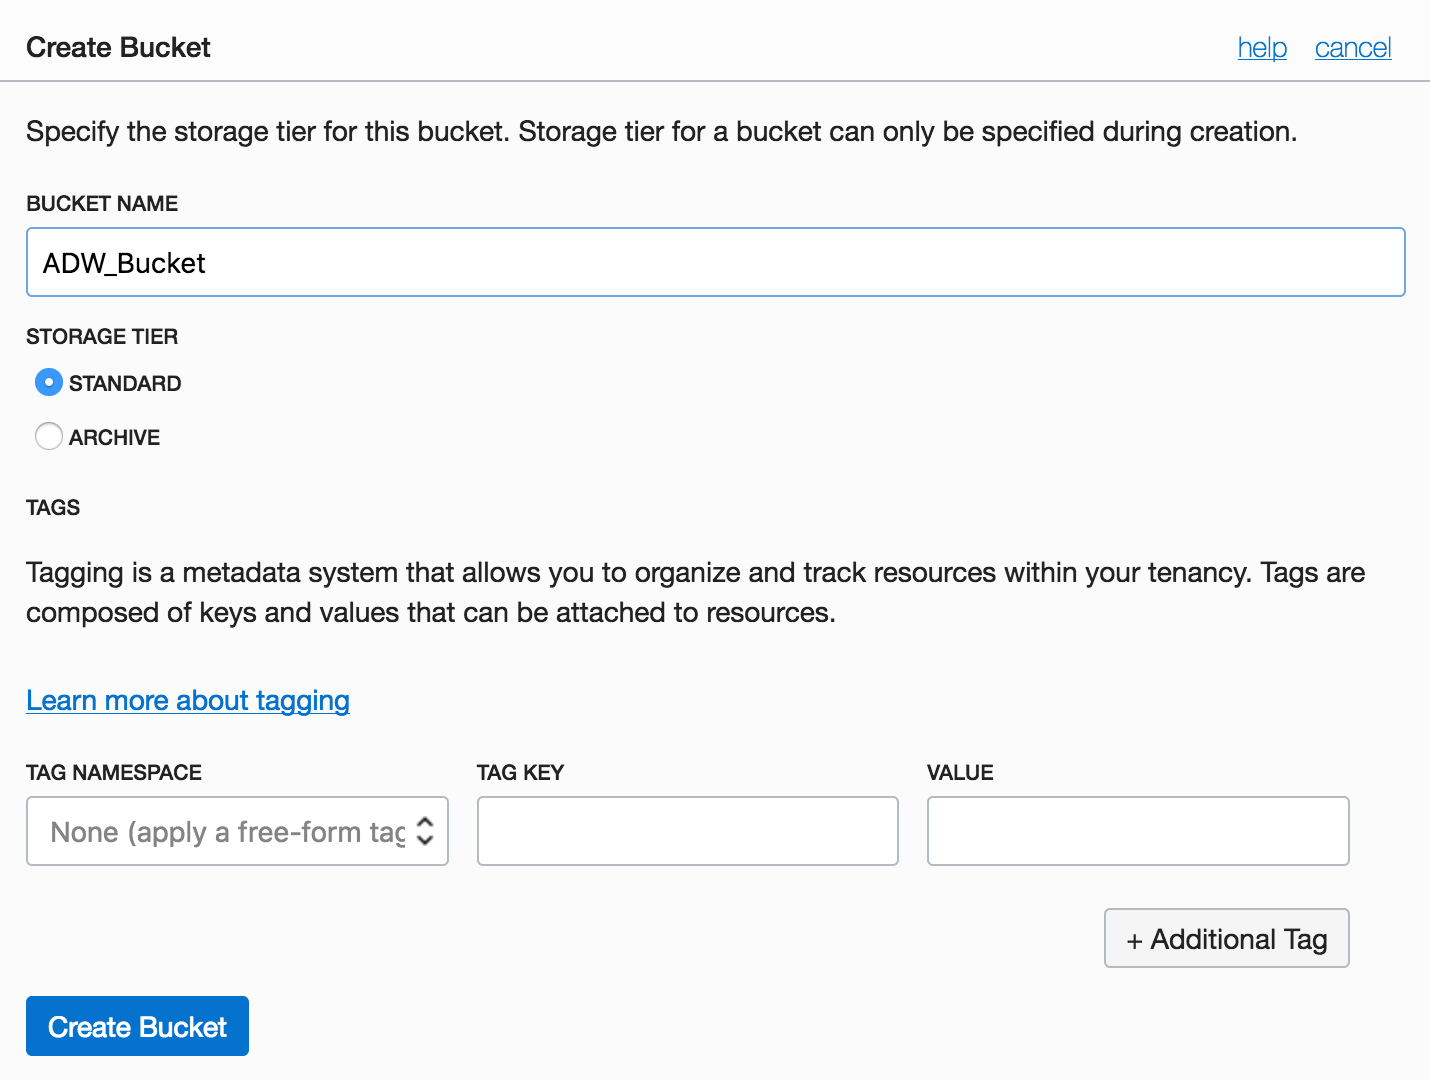 Create Bucket
help cancel
Specify the storage tier for this bucket. Storage tier for a bucket can only be specified during creation.
BUCKET NAME
ADW_Bucket
STORAGE TIER
STANDARD
ARCHIVE
TAGS
Tagging is a metadata system that allows you to organize and track resources within your tenancy. Tags are
composed of keys and values that can be attached to resources.
Learn more about tagging
TAG NAMESPACE TAG KEY VALUE
None (apply a free-form tag
+ Additional Tag
Create Bucket